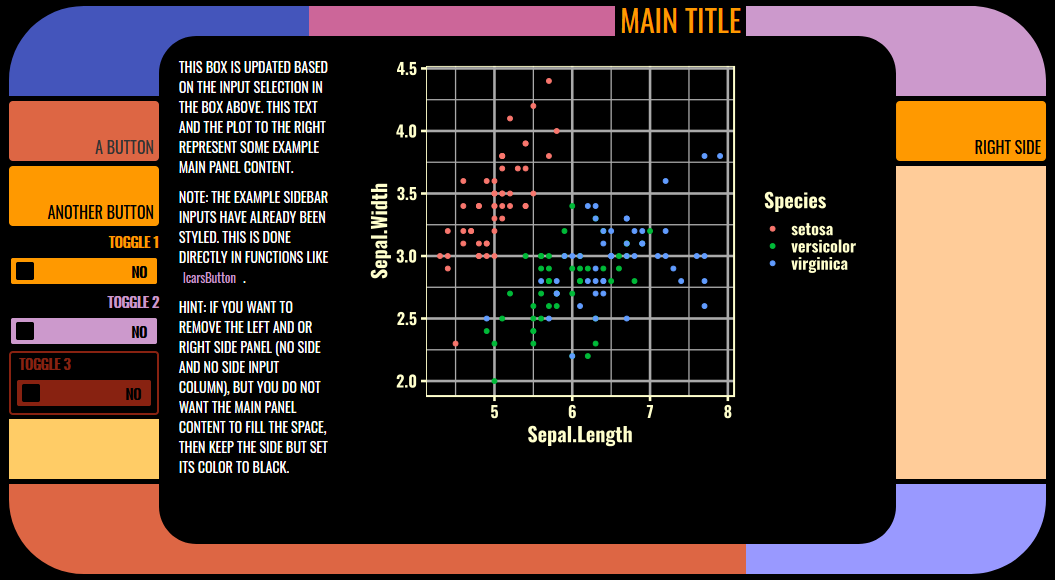 MAIN TITLE
A BUTTON
ANOTHER BUTTON
TOGGLE 1
NO
TOGGLE 2
NO
TOGGLE 3
NO
THIS BOX IS UPDATED BASED
ON THE INPUT SELECTION IN
THE BOX ABOVE. THIS TEXT
AND THE PLOT TO THE RIGHT
REPRESENT SOME EXAMPLE
MAIN PANEL CONTENT.
NOTE: THE EXAMPLE SIDEBAR
INPUTS HAVE ALREADY BEEN
STYLED. THIS IS DONE
DIRECTLY IN FUNCTIONS LIKE
lcarsButton .
HINT: IF YOU WANT TO
REMOVE THE LEFT AND OR
RIGHT SIDE PANEL (NO SIDE
AND NO SIDE INPUT
COLUMN), BUT YOU DO NOT
WANT THE MAIN PANEL
CONTENT TO FILL THE SPACE,
THEN KEEP THE SIDE BUT SET
ITS COLOR TO BLACK.
Sepal.Width
4.5
4.0
3.5
3.0
2.5
2.0
5 6 7 8
Sepal.Length
Species
setosa
versicolor
virginica
RIGHT SIDE